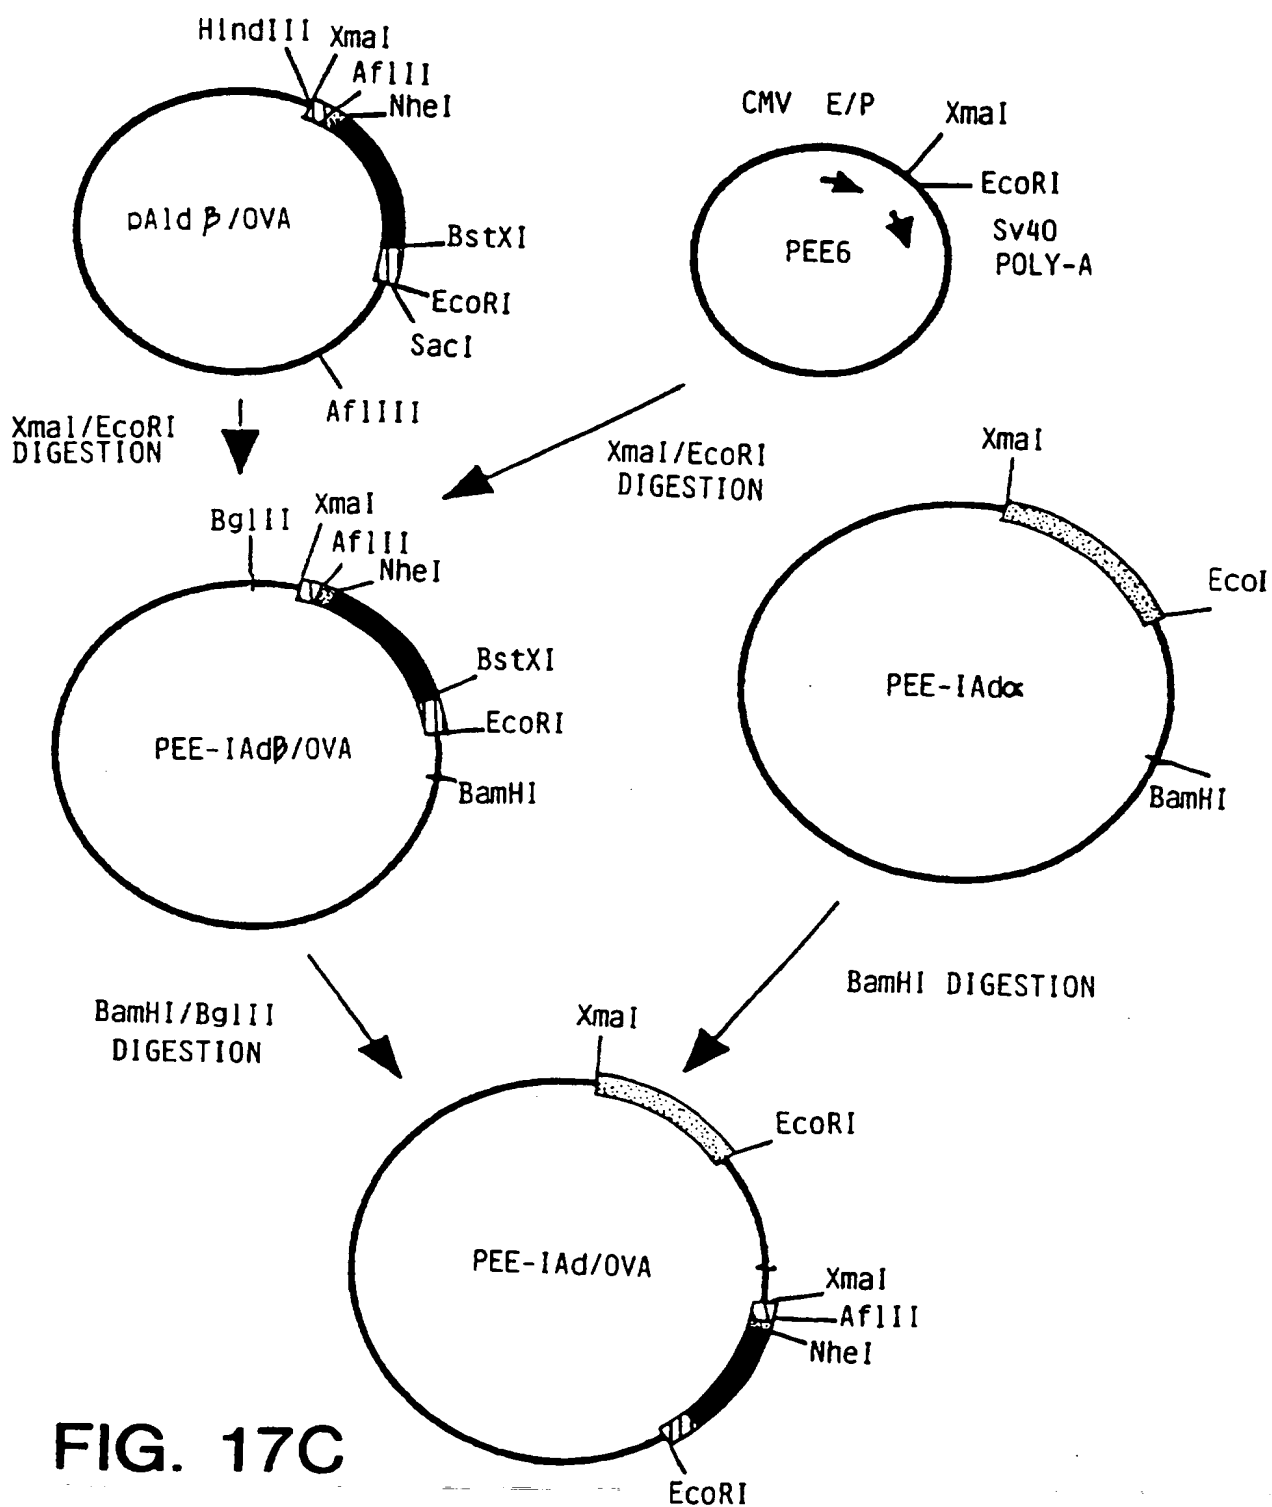 HindIII
XmaI
AflII
NheI
pAld β/OVA
BstXI
EcoRI
SacI
AflIII
CMV E/P
XmaI
EcoRI
PEE6
Sv40
POLY-A
XmaI/EcoRI
DIGESTION
XmaI/EcoRI
DIGESTION
BglII
XmaI
AflII
NheI
BstXI
EcoRI
PEE-IAdβ/OVA
BamHI
XmaI
EcoI
PEE-IAdα
BamHI
BamHI/BglII
DIGESTION
BamHI DIGESTION
XmaI
EcoRI
PEE-IAd/OVA
XmaI
AflII
NheI
EcoRI
FIG. 17C